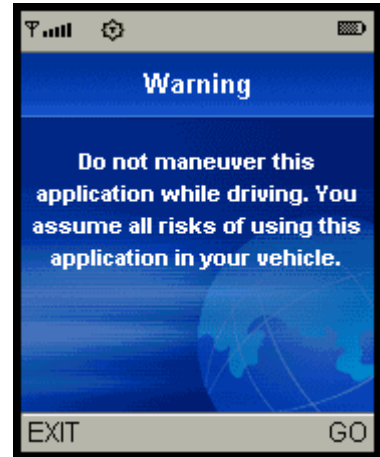 Warning
Do not maneuver this
application while driving. You
assume all risks of using this
application in your vehicle.
EXIT GO